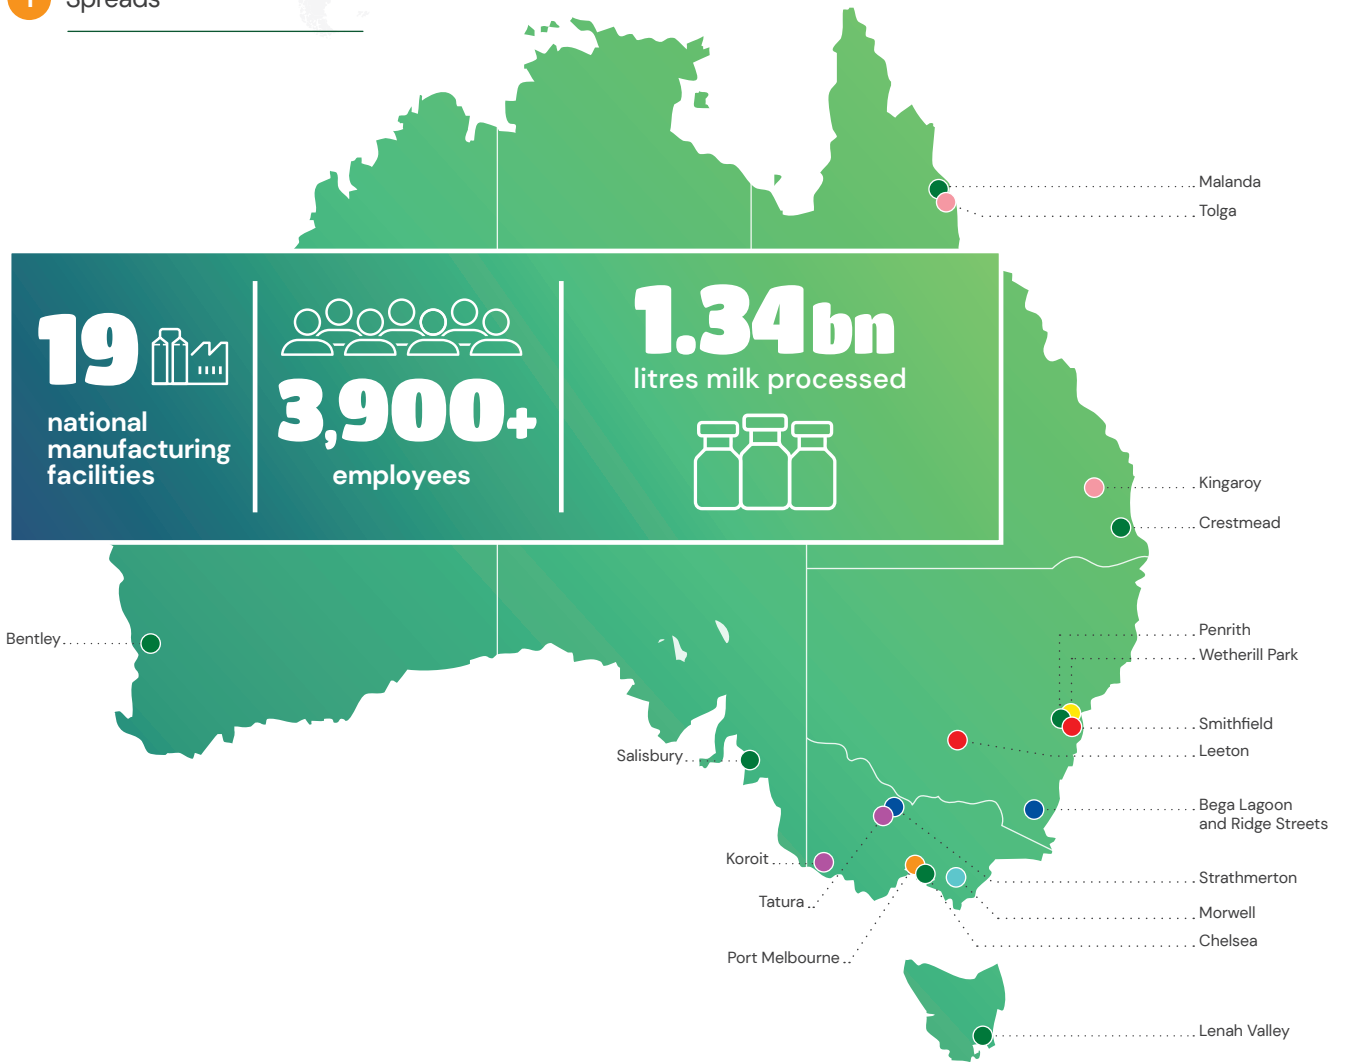 1 Spreads
19
national
manufacturing
facilities
3,900+
employees
1.34bn
litres milk processed
Malanda
Tolga
Kingaroy
Crestmead
Bentley
Penrith
Wetherill Park
Smithfield
Leeton
Salisbury
Bega Lagoon
and Ridge Streets
Koroit
Strathmerton
Tatura
Morwell
Chelsea
Port Melbourne
Lenah Valley